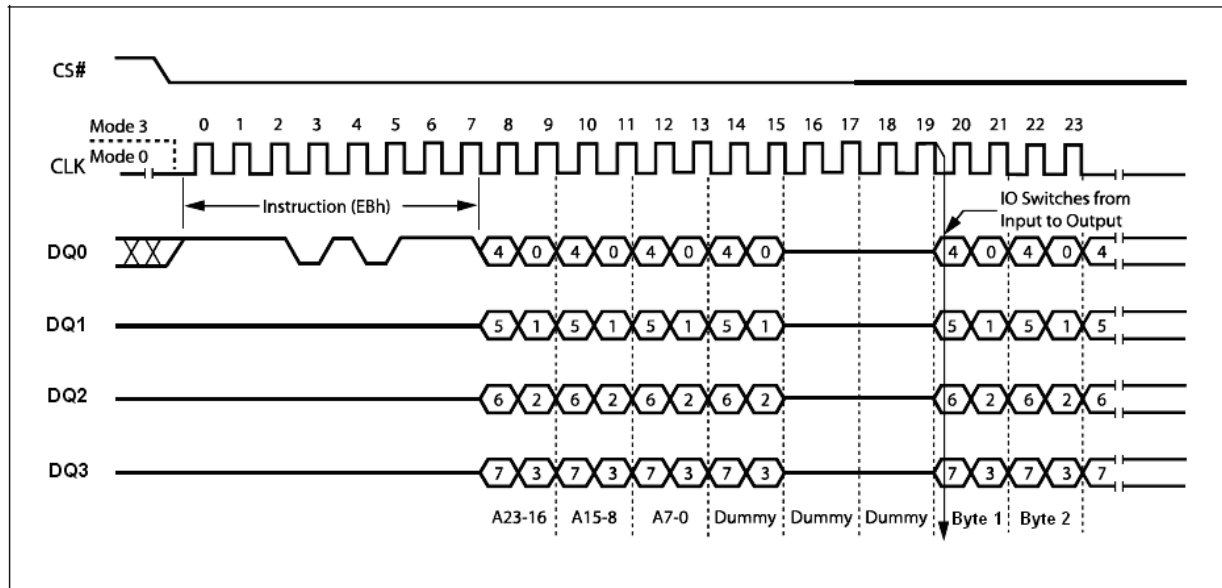 CS#
Mode 3
0 1 2 3 4 5 6 7 8 9 10 11 12 13 14 15 16 17 18 19 20 21 22 23
Mode 0
CLK
Instruction (EBh)
IO Switches from
Input to Output
DQ0 4 0 4 0 4 0 4 0 4 0 4 0 4
DQ1 5 1 5 1 5 1 5 1 5 1 5 1 5
DQ2 6 2 6 2 6 2 6 2 6 2 6 2 6
DQ3 7 3 7 3 7 3 7 3 7 3 7 3 7
A23-16 A15-8 A7-0 Dummy Dummy Dummy Byte 1 Byte 2